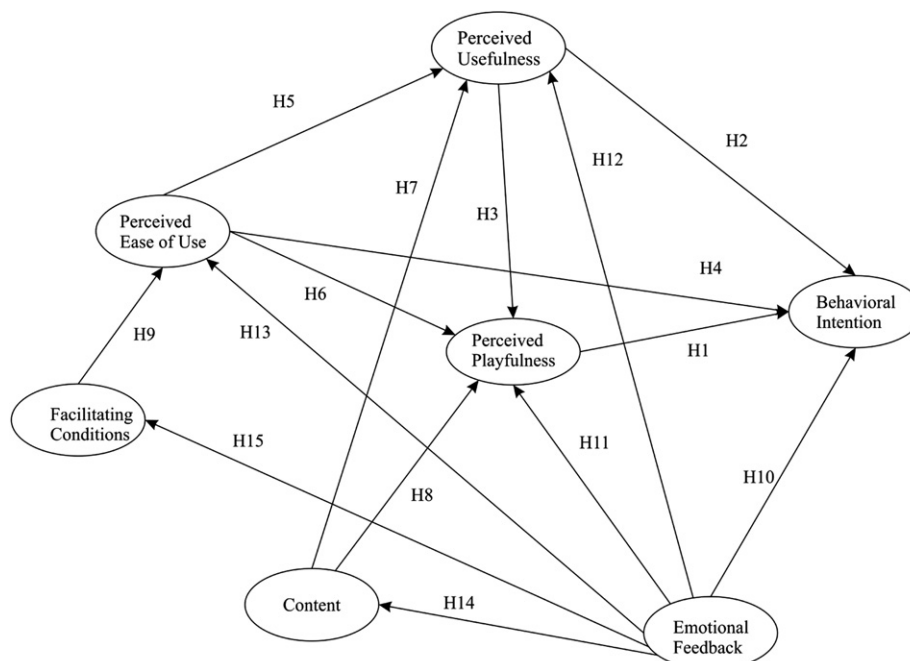 Perceived
Usefulness
H5
H2
H12
H7
H3
Perceived
Ease of Use
H4
H6
Behavioral
Intention
H9
H13
Perceived
Playfulness
H1
Facilitating
Conditions
H15
H11
H10
H8
Content
H14
Emotional
Feedback